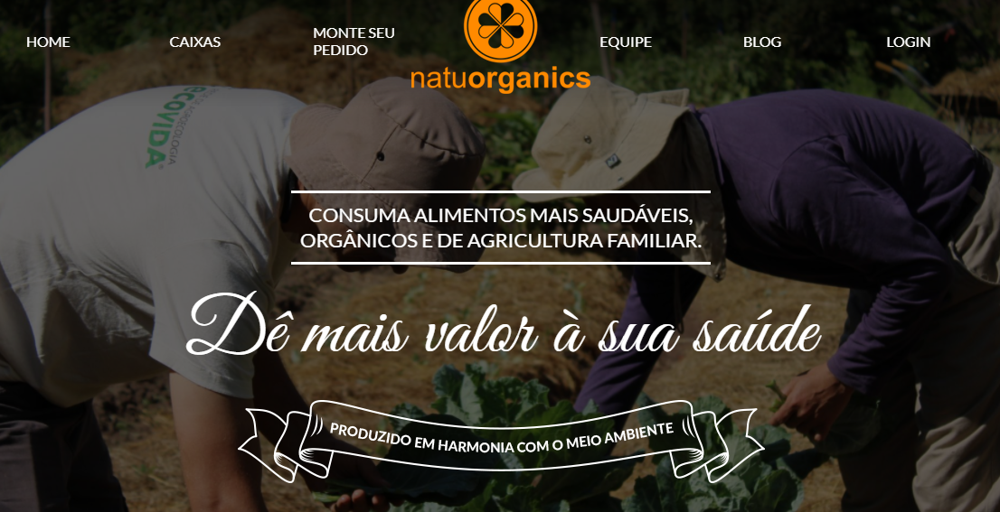 HOME
CAIXAS
MONTE SEU
PEDIDO
natuorganics
EQUIPE
BLOG
LOGIN
AGROECOLOGIA
ecovida
CONSUMA ALIMENTOS MAIS SAUDÁVEIS,
ORGÂNICOS E DE AGRICULTURA FAMILIAR.
Dê mais valor à sua saúde
PRODUZIDO EM HARMONIA COM O MEIO AMBIENTE